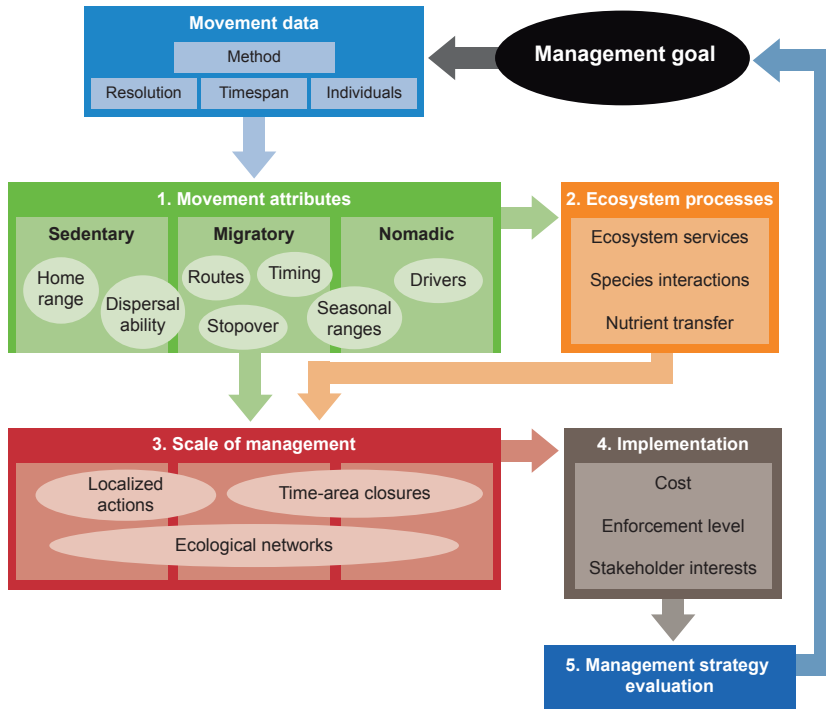 Movement data
Method
Resolution
Timespan
Individuals
Management goal
1. Movement attributes
Sedentary
Migratory
Nomadic
Home
range
Dispersal
ability
Routes
Timing
Stopover
Seasonal
ranges
Drivers
2. Ecosystem processes
Ecosystem services
Species interactions
Nutrient transfer
3. Scale of management
Localized
actions
Time-area closures
Ecological networks
4. Implementation
Cost
Enforcement level
Stakeholder interests
5. Management strategy
evaluation